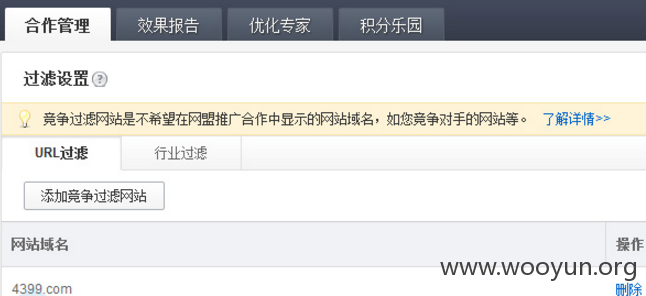 合作管理 效果报告 优化专家 积分乐园
过滤设置 ?
竞争过滤网站是不希望在网盟推广合作中显示的网站域名，如您竞争对手的网站等。 了解详情>>
URL过滤 行业过滤
添加竞争过滤网站
网站域名 操作
www.wooyun.org
4399.com 删除